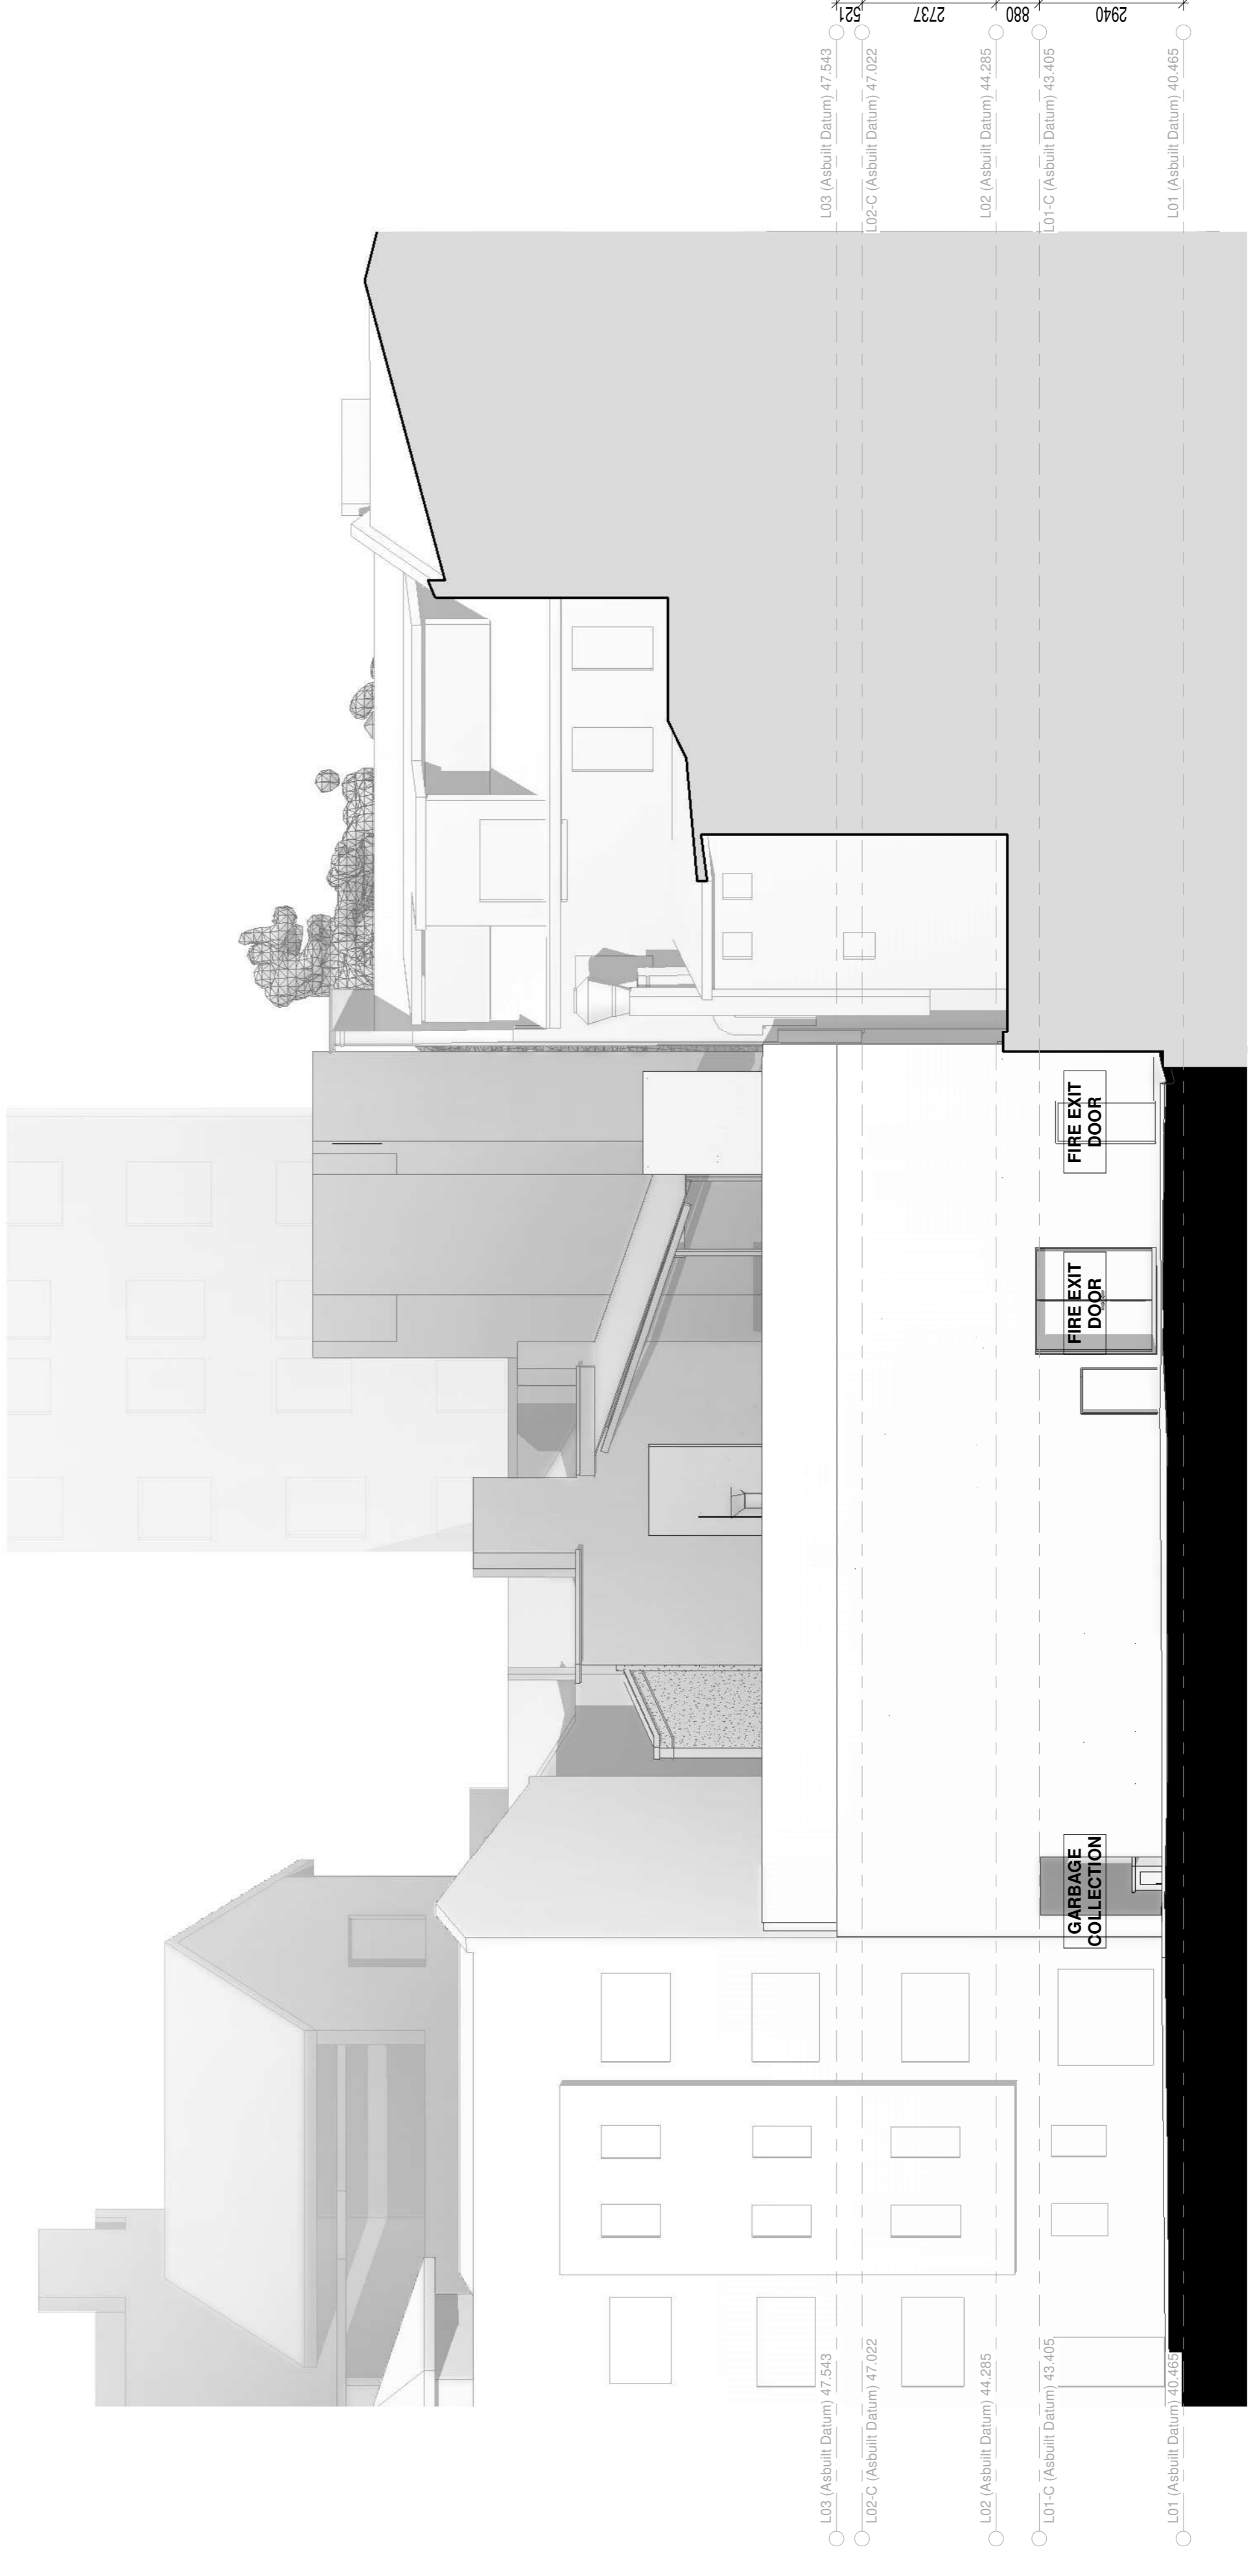 521
2737
880
2940
L03 (Asbuilt Datum) 47.543
L02-C (Asbuilt Datum) 47.022
L02 (Asbuilt Datum) 44.285
L01-C (Asbuilt Datum) 43.405
L01 (Asbuilt Datum) 40.465
FIRE EXIT
DOOR
FIRE EXIT
DOOR
GARBAGE
COLLECTION
L03 (Asbuilt Datum) 47.543
L02-C (Asbuilt Datum) 47.022
L02 (Asbuilt Datum) 44.285
L01-C (Asbuilt Datum) 43.405
L01 (Asbuilt Datum) 40.465